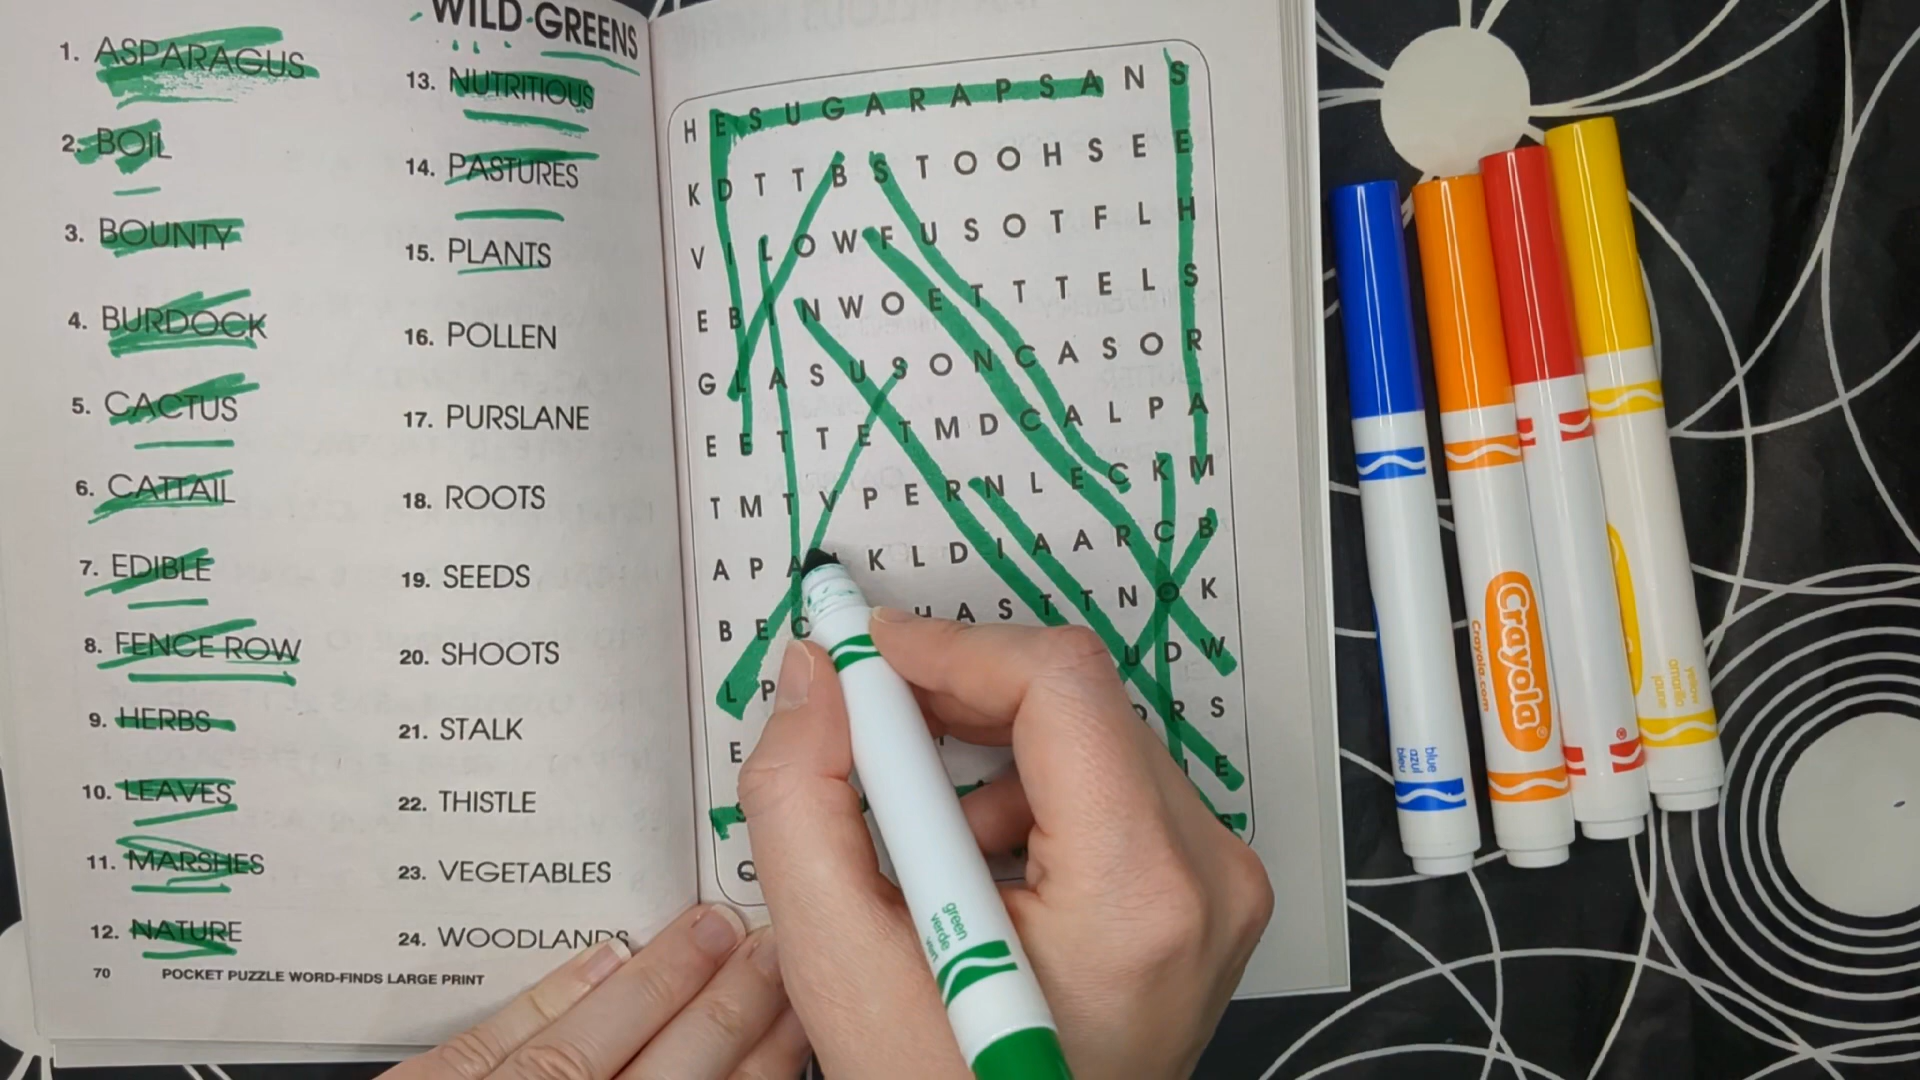 WILD GREENS
1. ASPARAGUS
2. BOIL
3. BOUNTY
4. BURDOCK
5. CACTUS
6. CATTAIL
7. EDIBLE
8. FENCE ROW
9. HERBS
10. LEAVES
11. MARSHES
12. NATURE
13. NUTRITIOUS
14. PASTURES
15. PLANTS
16. POLLEN
17. PURSLANE
18. ROOTS
19. SEEDS
20. SHOOTS
21. STALK
22. THISTLE
23. VEGETABLES
24. WOODLANDS
70 POCKET PUZZLE WORD-FINDS LARGE PRINT
H E S U G A R A P S A N S
K D T T B S T O O H S E E
V I L O W F U S O T F L H
E B I N W O E T T T E L S
G L A S U S O N C A S O R
E E T T E T M D C A L P A
T M T V P E R N L E C K M
A P A K L D I A A R C B
B E C A S T T N O K
L P U D W
E R S
S E
Q S
green
verde
vert
blue
azul
bleu
Crayola
Crayola.com
yellow
amarillo
jaune